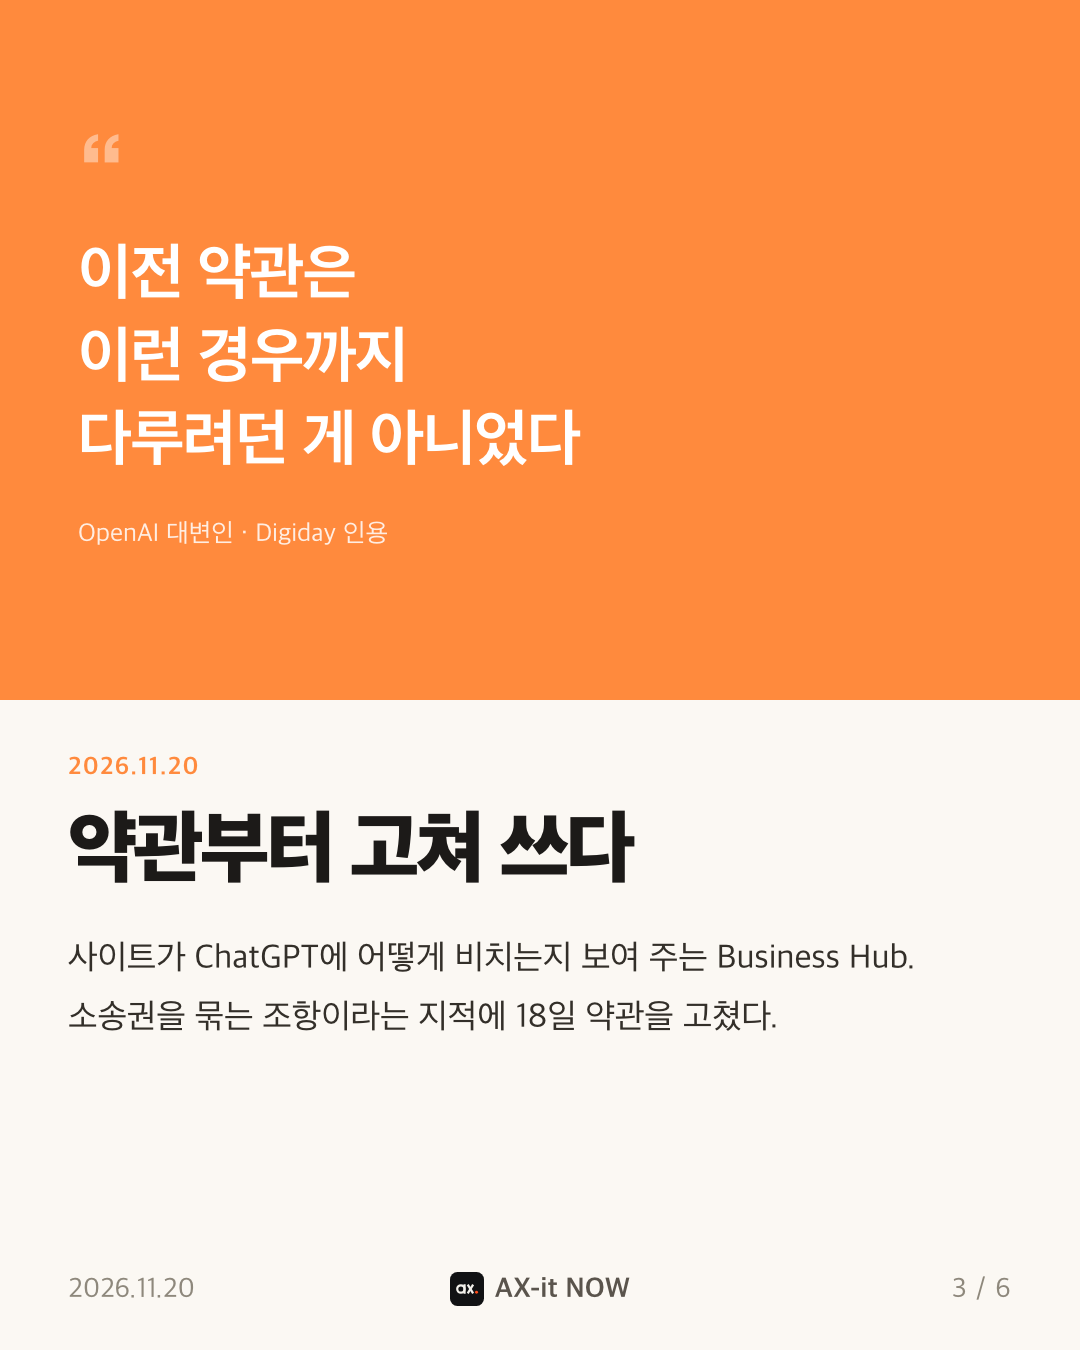 “
이전 약관은
이런 경우까지
다루려던 게 아니었다
OpenAI 대변인 · Digiday 인용
2026.11.20
약관부터 고쳐 쓰다
사이트가 ChatGPT에 어떻게 비치는지 보여 주는 Business Hub.
소송권을 묶는 조항이라는 지적에 18일 약관을 고쳤다.
2026.11.20
ax. AX-it NOW
3 / 6